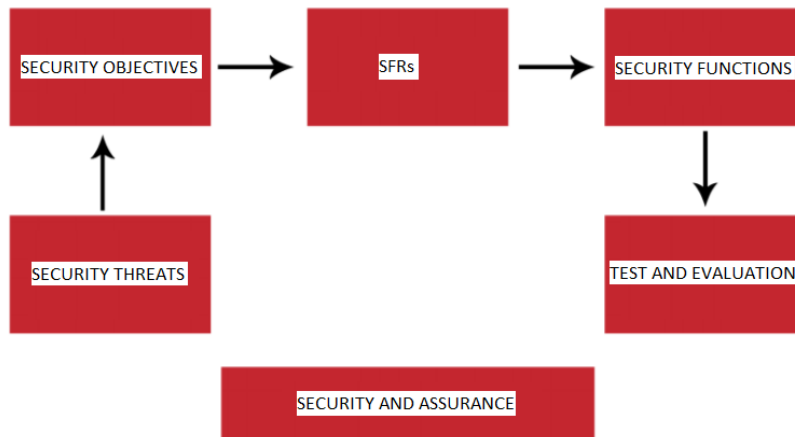 SECURITY OBJECTIVES
SFRs
SECURITY FUNCTIONS
SECURITY THREATS
TEST AND EVALUATION
SECURITY AND ASSURANCE